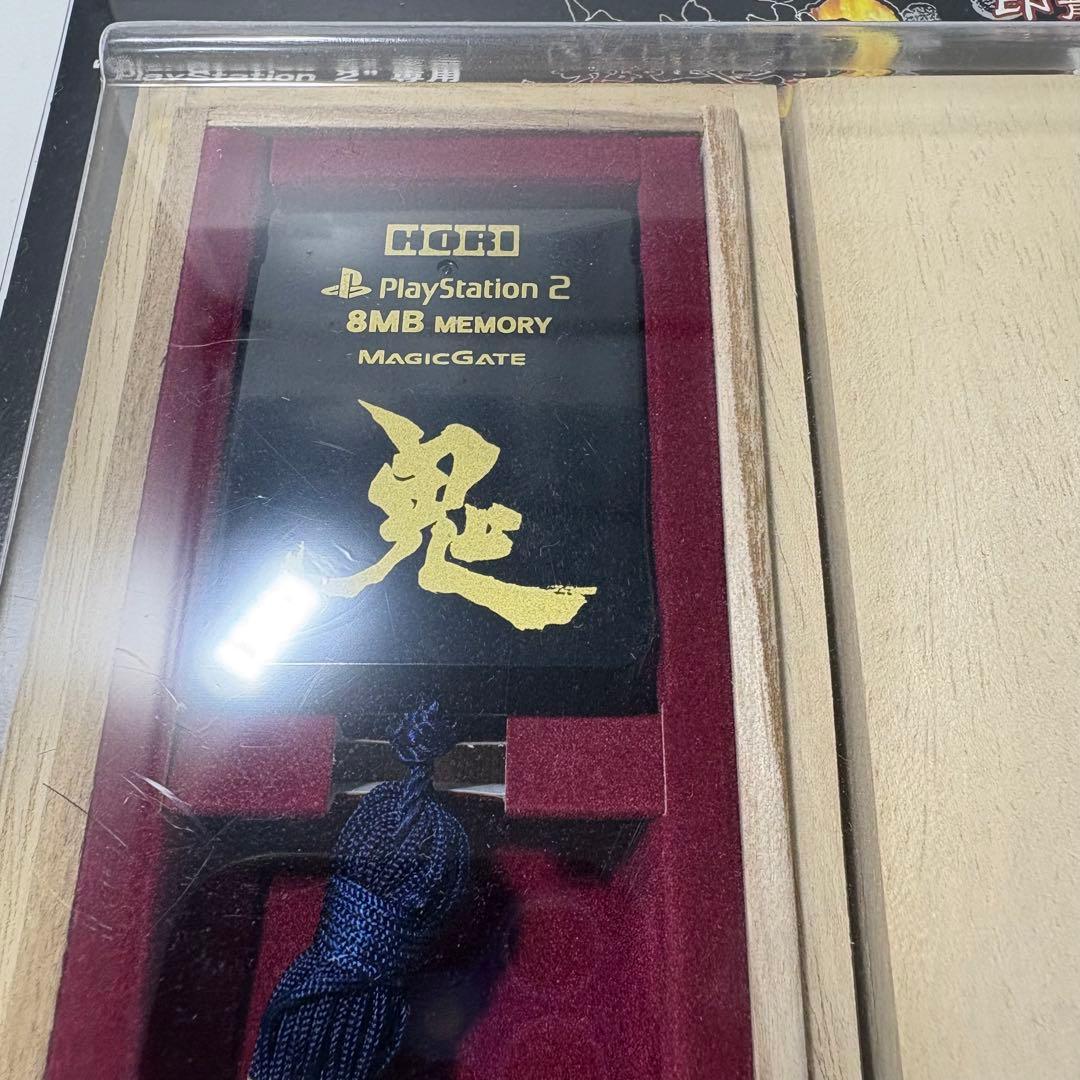 PlayStation 2" 専用
HORI
PlayStation 2
8MB MEMORY
MAGICGATE
鬼